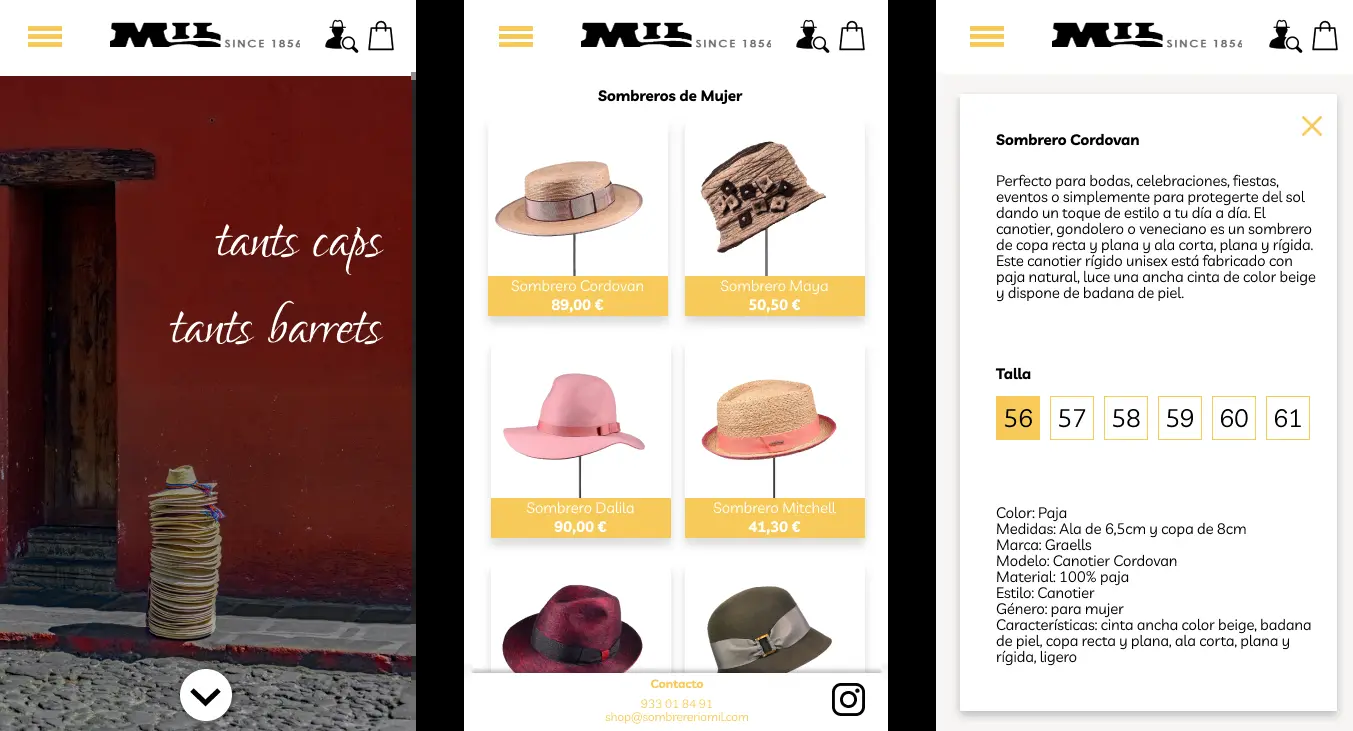 MIL SINCE 1856
tants caps
tants barrets
MIL SINCE 1856
Sombreros de Mujer
Sombrero Cordovan
89,00 €
Sombrero Maya
50,50 €
Sombrero Dalila
90,00 €
Sombrero Mitchell
41,30 €
Contacto
933 01 84 91
shop@sombrereriamil.com
MIL SINCE 1856
Sombrero Cordovan
Perfecto para bodas, celebraciones, fiestas,
eventos o simplemente para protegerte del sol
dando un toque de estilo a tu día a día. El
canotier, gondolero o veneciano es un sombrero
de copa recta y plana y ala corta, plana y rígida.
Este canotier rígido unisex está fabricado con
paja natural, luce una ancha cinta de color beige
y dispone de badana de piel.
Talla
56 57 58 59 60 61
Color: Paja
Medidas: Ala de 6,5cm y copa de 8cm
Marca: Graells
Modelo: Canotier Cordovan
Material: 100% paja
Estilo: Canotier
Género: para mujer
Características: cinta ancha color beige, badana
de piel, copa recta y plana, ala corta, plana y
rígida, ligero